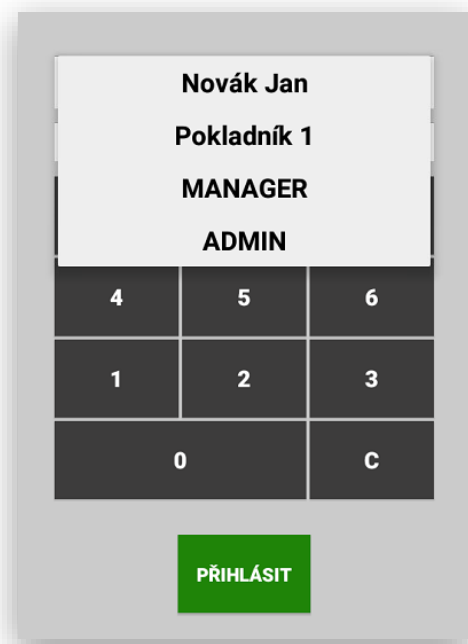 Novák Jan
Pokladník 1
MANAGER
ADMIN
4 5 6
1 2 3
0 C
PŘIHLÁSIT